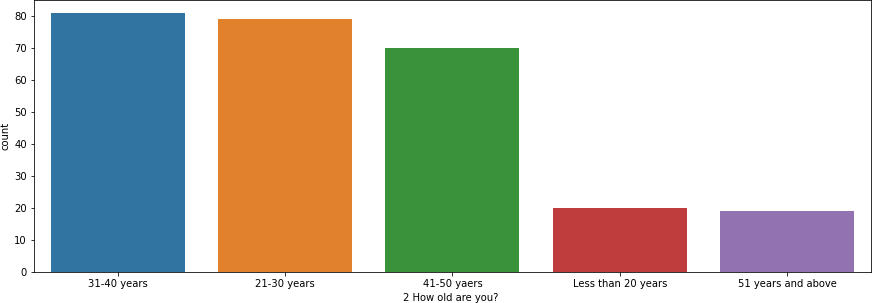 80
70
60
50
40
30
20
10
0
count
31-40 years
21-30 years
41-50 yaers
Less than 20 years
51 years and above
2 How old are you?